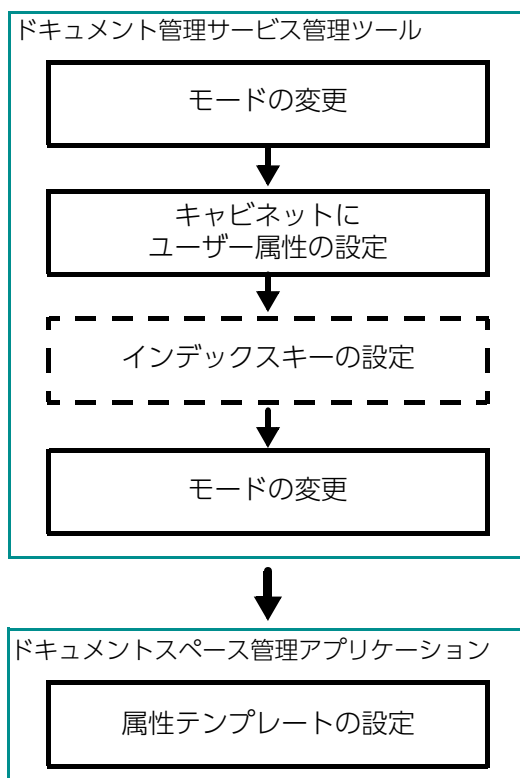 ドキュメント管理サービス管理ツール
モードの変更
キャビネットに
ユーザー属性の設定
インデックスキーの設定
モードの変更
ドキュメントスペース管理アプリケーション
属性テンプレートの設定